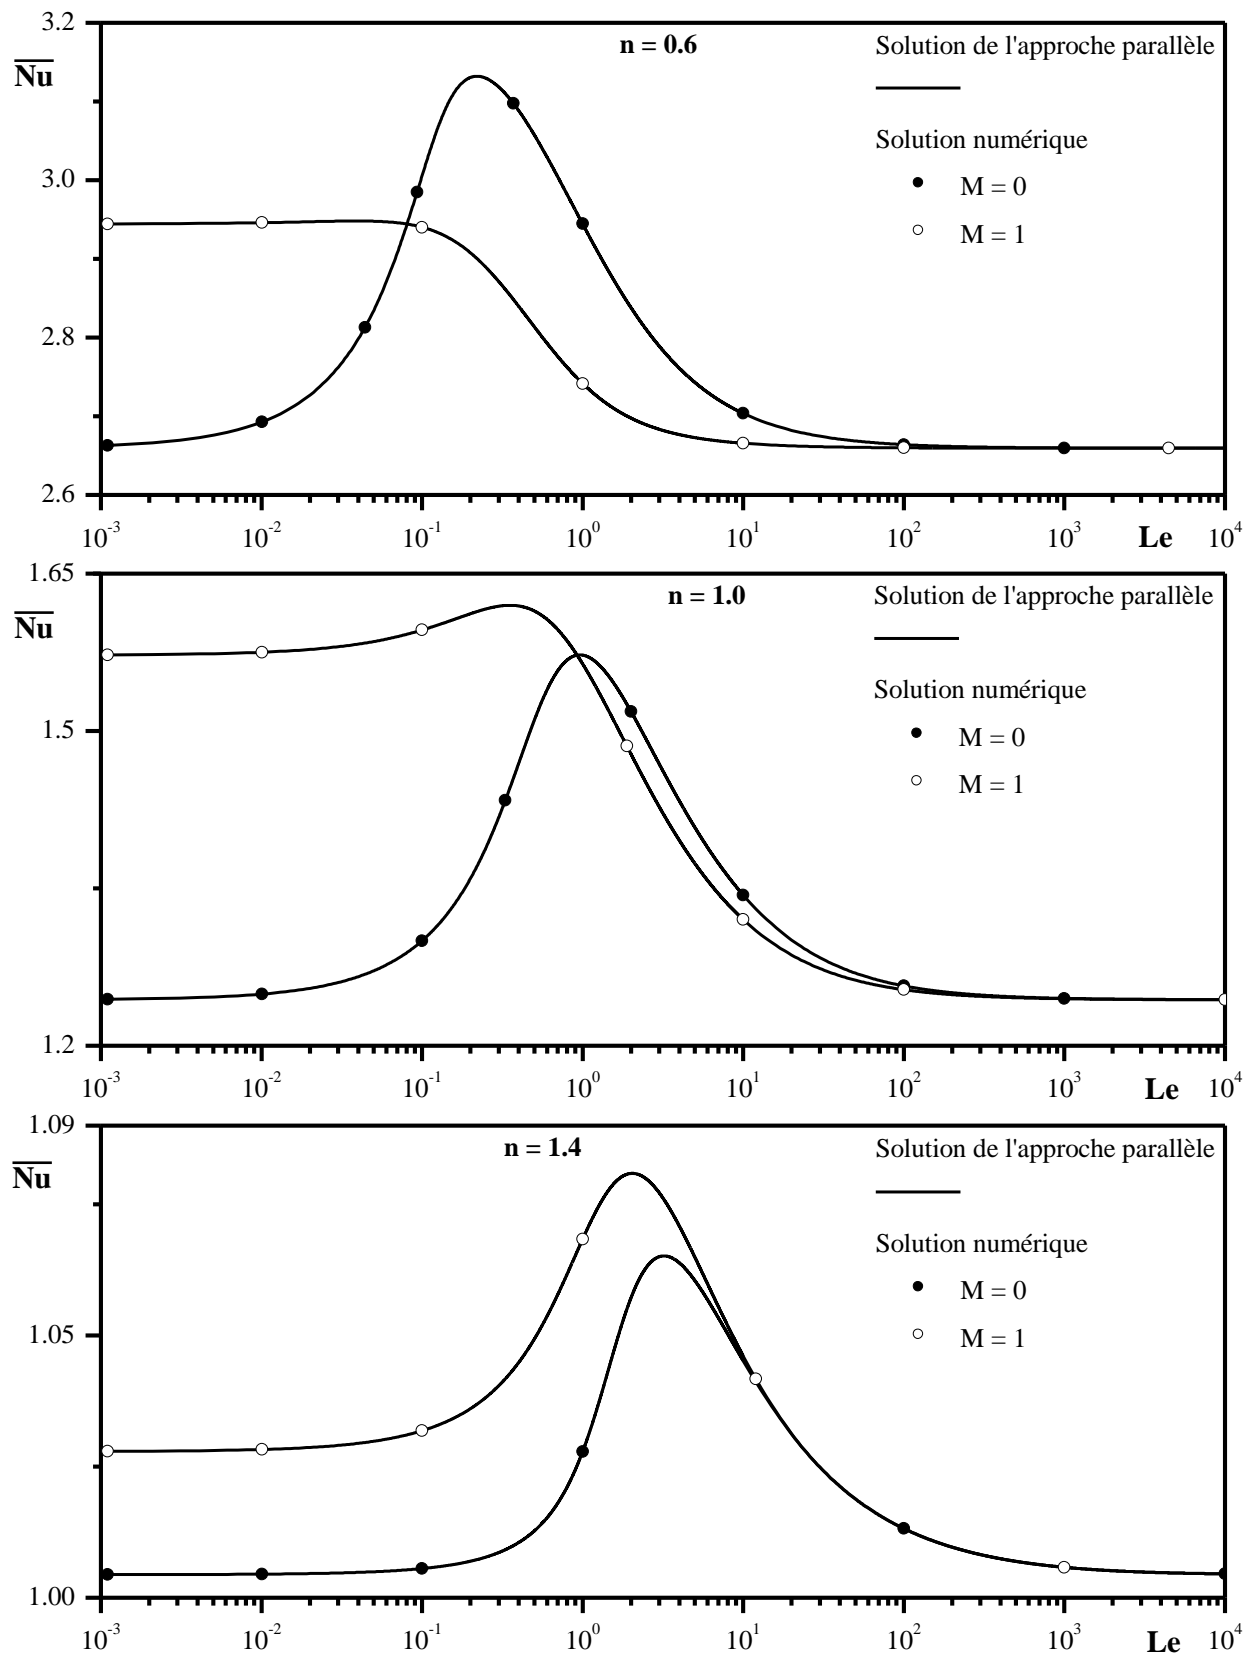 3.2
n = 0.6
Solution de l'approche parallèle
Nu
Solution numérique
3.0
M = 0
M = 1
2.8
2.6
10-3 10-2 10-1 100 101 102 103 Le 104
1.65
n = 1.0
Solution de l'approche parallèle
Nu
Solution numérique
1.5
M = 0
M = 1
1.2
10-3 10-2 10-1 100 101 102 103 Le 104
1.09
n = 1.4
Solution de l'approche parallèle
Nu
Solution numérique
M = 0
1.05
M = 1
1.00
10-3 10-2 10-1 100 101 102 103 Le 104